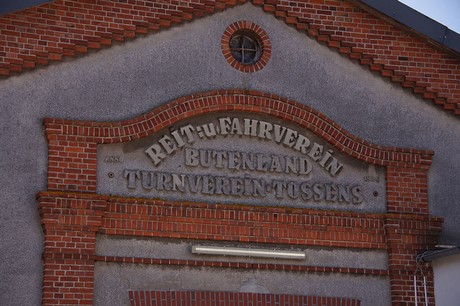 REIT:U.FAHRVEREIN
BUTENLAND
TURNVEREIN·TOSSENS